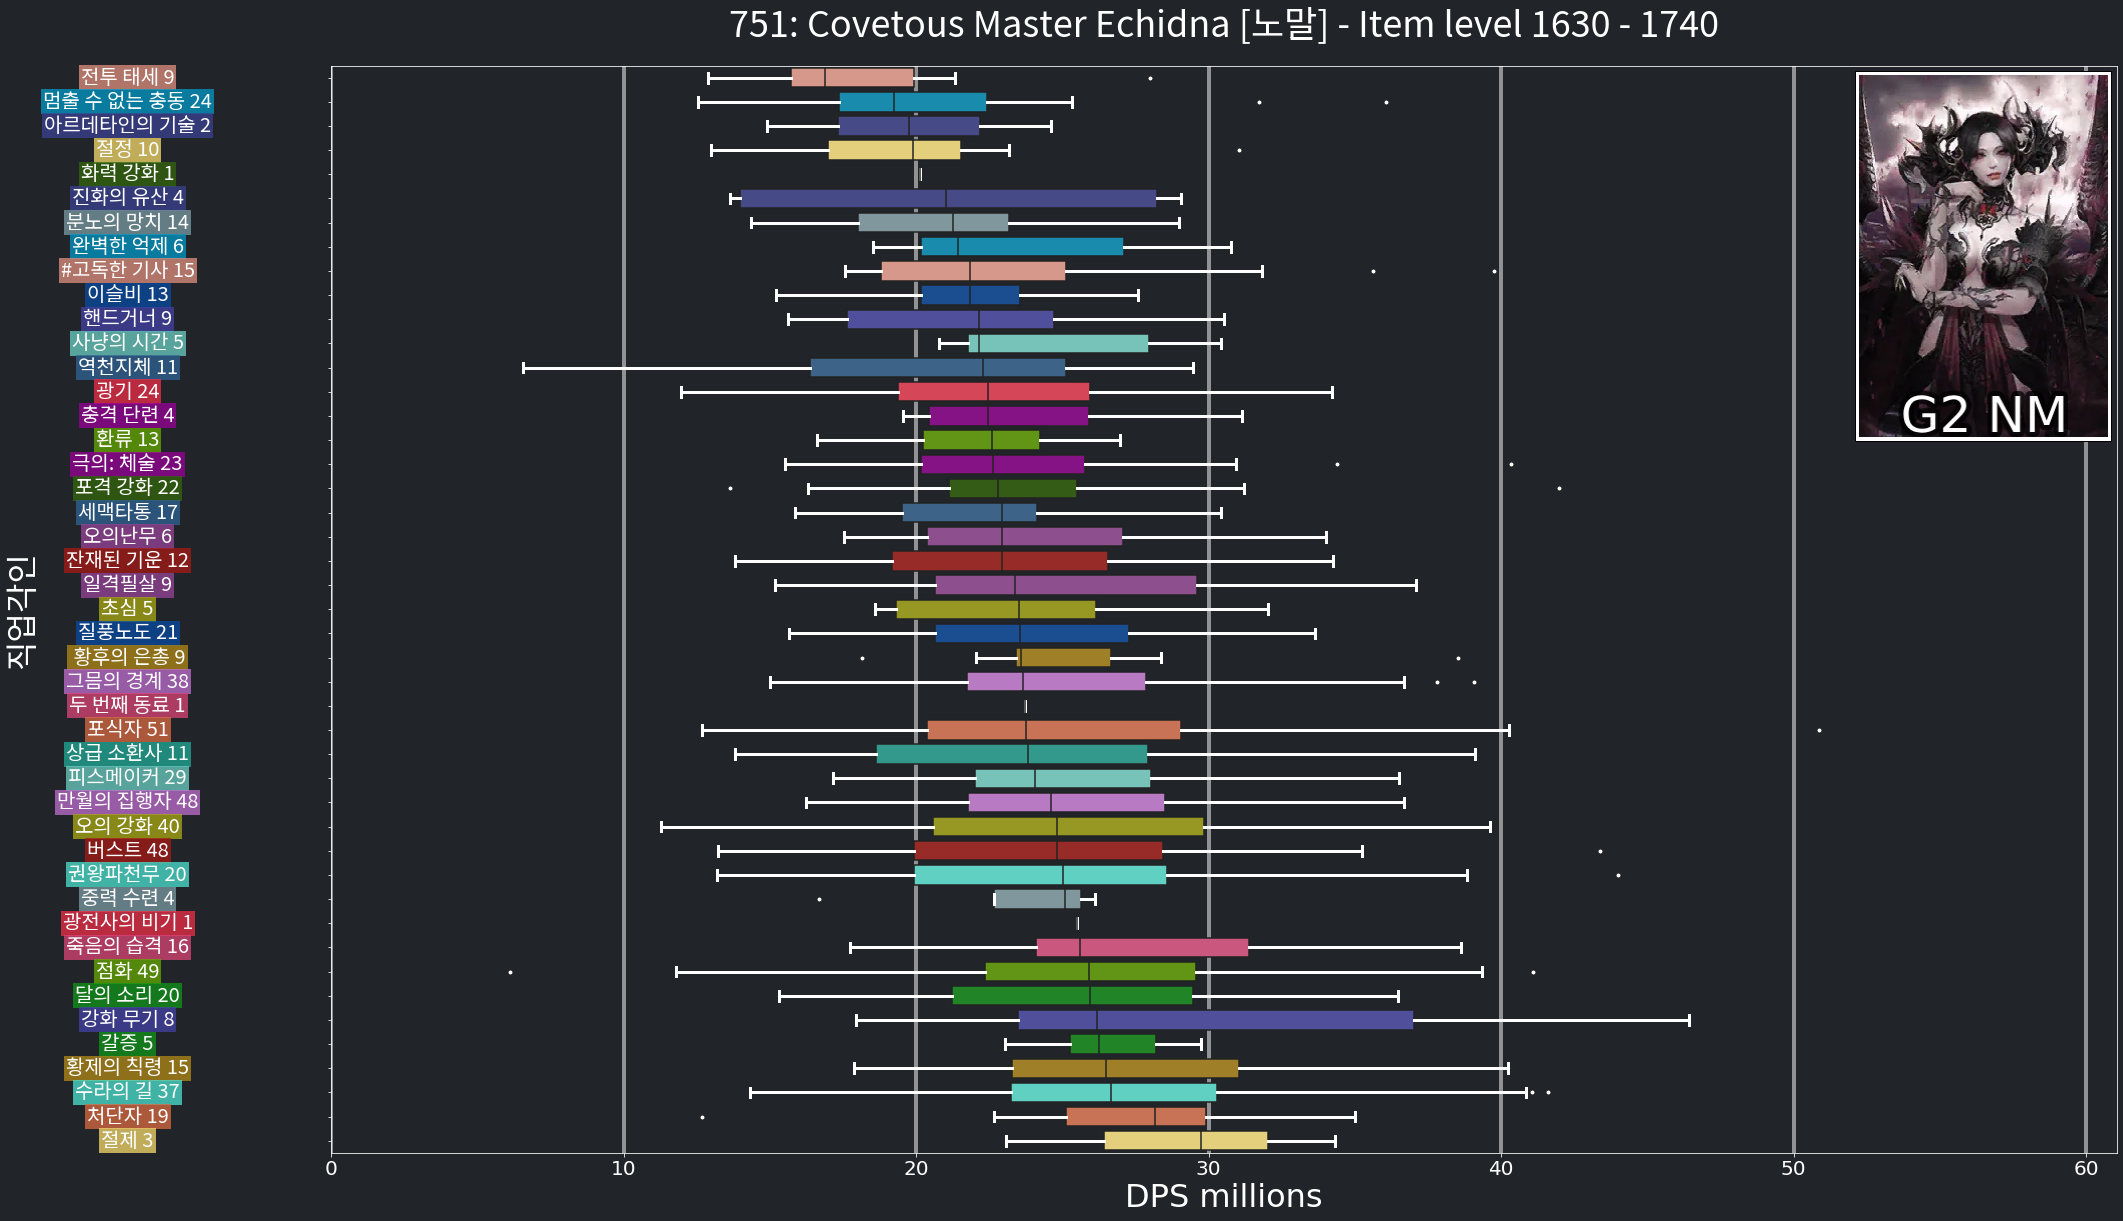 751: Covetous Master Echidna [노말] - Item level 1630 - 1740
전투 태세 9
멈출 수 없는 충동 24
아르데타인의 기술 2
절정 10
화력 강화 1
진화의 유산 4
분노의 망치 14
완벽한 억제 6
#고독한 기사 15
이슬비 13
핸드거너 9
사냥의 시간 5
역천지체 11
광기 24
충격 단련 4
환류 13
극의: 체술 23
포격 강화 22
세맥타통 17
오의난무 6
잔재된 기운 12
일격필살 9
초심 5
질풍노도 21
황후의 은총 9
그믐의 경계 38
두 번째 동료 1
포식자 51
상급 소환사 11
피스메이커 29
만월의 집행자 48
오의 강화 40
버스트 48
권왕파천무 20
중력 수련 4
광전사의 비기 1
죽음의 습격 16
점화 49
달의 소리 20
강화 무기 8
갈증 5
황제의 칙령 15
수라의 길 37
처단자 19
절제 3
직업각인
G2 NM
0 10 20 30 40 50 60
DPS millions